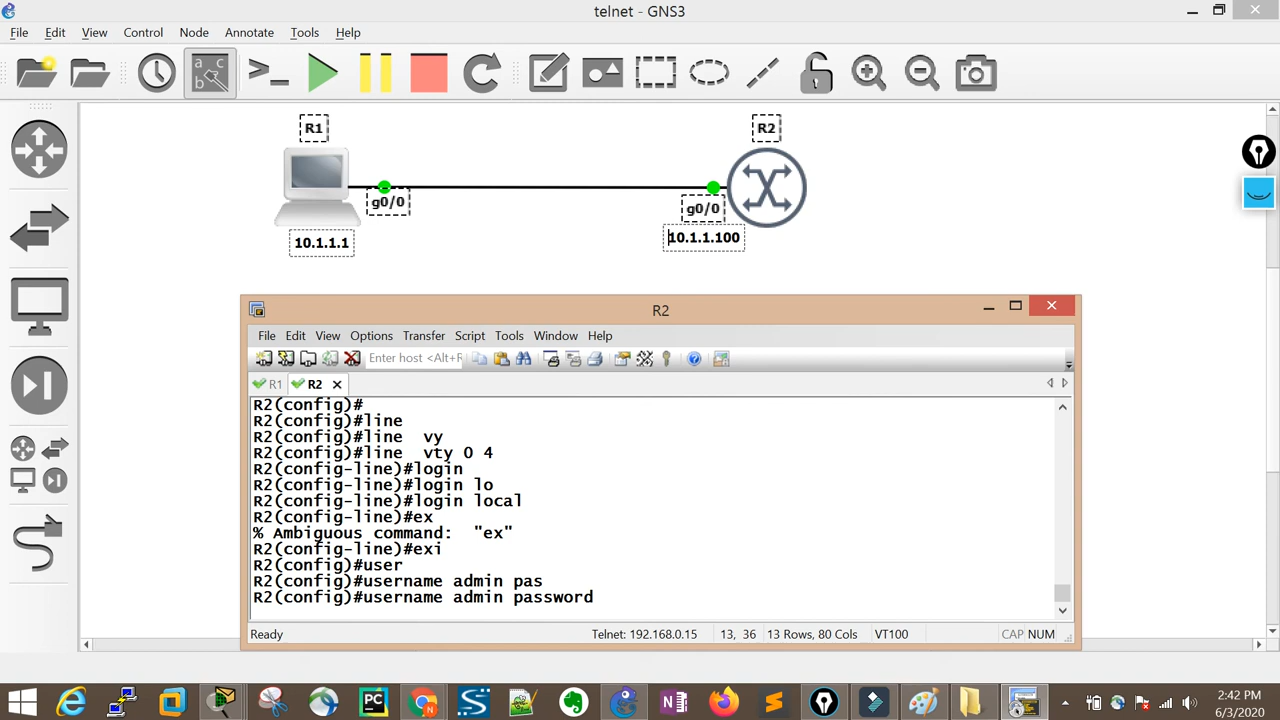 telnet - GNS3
File Edit View Control Node Annotate Tools Help
R1
R2
g0/0
g0/0
10.1.1.1
10.1.1.100
R2
File Edit View Options Transfer Script Tools Window Help
Enter host <Alt+R
R1
R2
R2(config)#
R2(config)#line
R2(config)#line  vy
R2(config)#line  vty 0 4
R2(config-line)#login
R2(config-line)#login lo
R2(config-line)#login local
R2(config-line)#ex
% Ambiguous command:  "ex"
R2(config-line)#exi
R2(config)#user
R2(config)#username admin pas
R2(config)#username admin password
Ready
Telnet: 192.168.0.15
13, 36
13 Rows, 80 Cols
VT100
CAP NUM
2:42 PM
6/3/2020